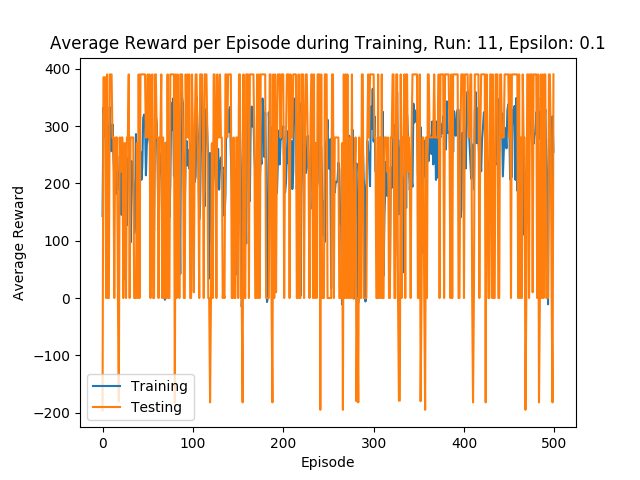 Average Reward per Episode during Training, Run: 11, Epsilon: 0.1
400
300
200
100
0
−100
−200
Average Reward
Training
Testing
0 100 200 300 400 500
Episode